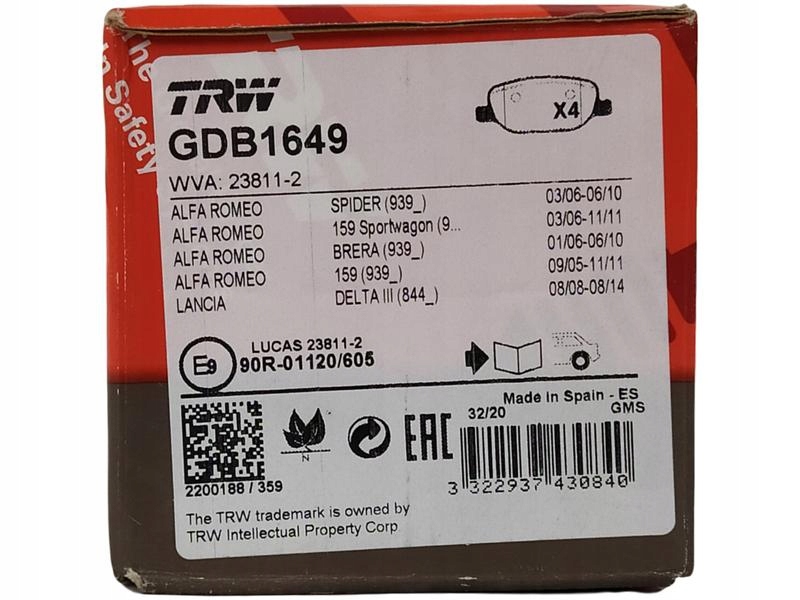 The
in Safety
TRW
X4
GDB1649
WVA: 23811-2
ALFA ROMEO SPIDER (939_) 03/06-06/10
ALFA ROMEO 159 Sportwagon (9... 03/06-11/11
ALFA ROMEO BRERA (939_) 01/06-06/10
ALFA ROMEO 159 (939_) 09/05-11/11
LANCIA DELTA III (844_) 08/08-08/14
E9
LUCAS 23811-2
90R-01120/605
Made in Spain - ES
32/20 GMS
N
EAC
2200188 / 359
3 322937 430840
The TRW trademark is owned by
TRW Intellectual Property Corp